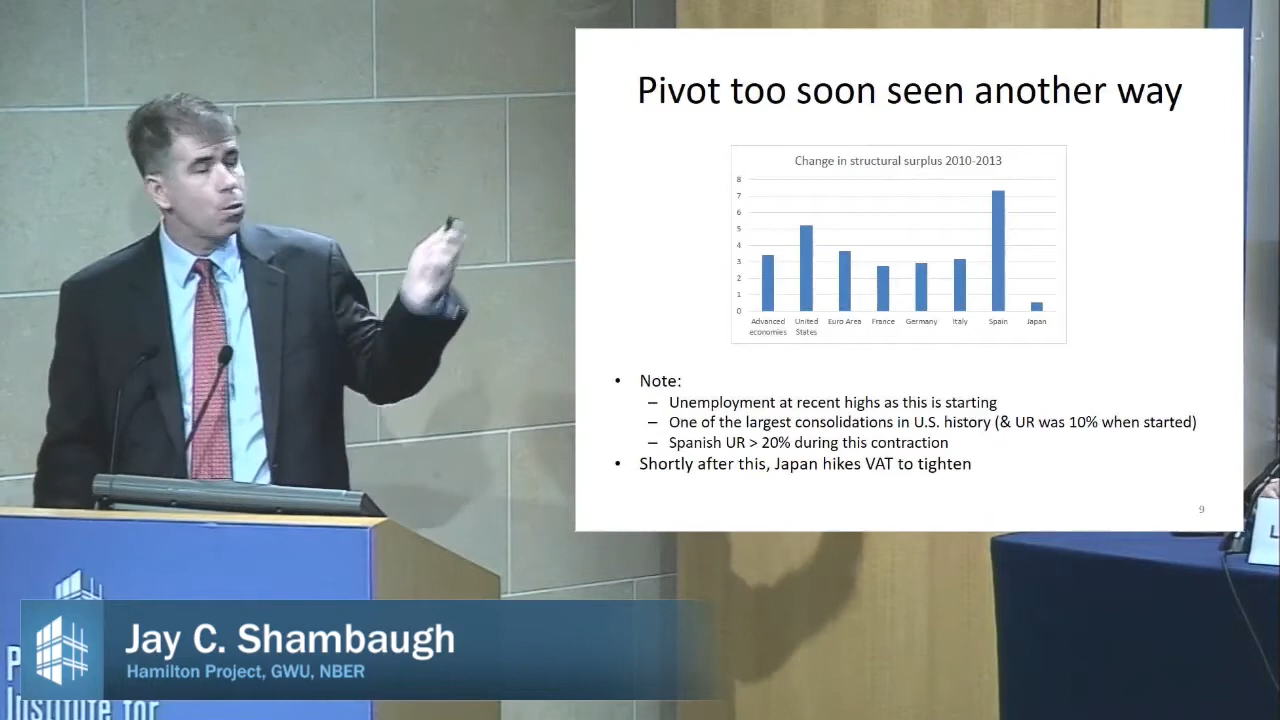 Pivot too soon seen another way
Change in structural surplus 2010-2013
8
7
6
5
4
3
2
1
0
Advanced economies
United States
Euro Area
France
Germany
Italy
Spain
Japan
• Note:
– Unemployment at recent highs as this is starting
– One of the largest consolidations in U.S. history (& UR was 10% when started)
– Spanish UR > 20% during this contraction
• Shortly after this, Japan hikes VAT to tighten
9
Jay C. Shambaugh
Hamilton Project, GWU, NBER
P
Institute for